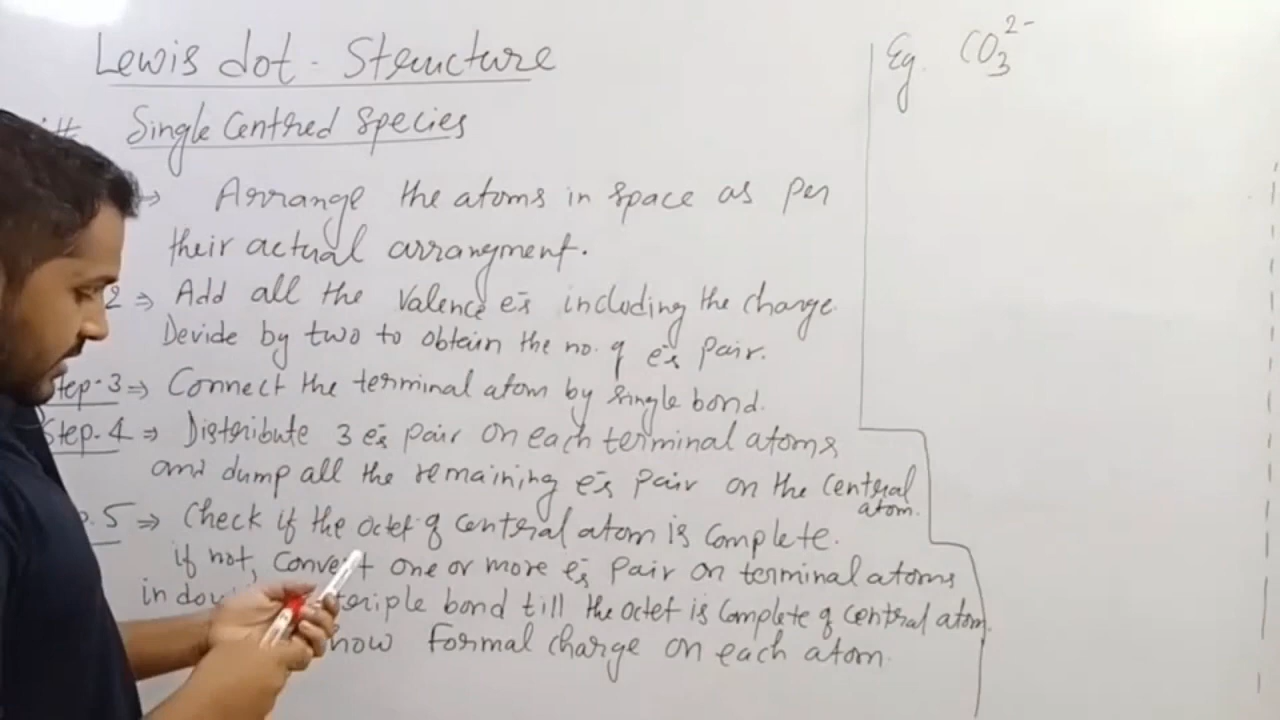 Lewis dot - Structure
Single Centred Species
⇒ Arrange the atoms in space as per
their actual arrangment.
2 ⇒ Add all the valence e⁻s including the charge.
Devide by two to obtain the no. of e⁻s pair.
Step-3 ⇒ Connect the terminal atom by single bond.
Step-4 ⇒ Distribute 3 e⁻s pair on each terminal atoms
and dump all the remaining e⁻s pair on the central
atom.
5 ⇒ Check if the octet of central atom is complete.
if not, convert one or more e⁻s pair on terminal atoms
in teriple bond till the octet is complete of central atom.
formal charge on each atom.
Eg. CO₃²⁻